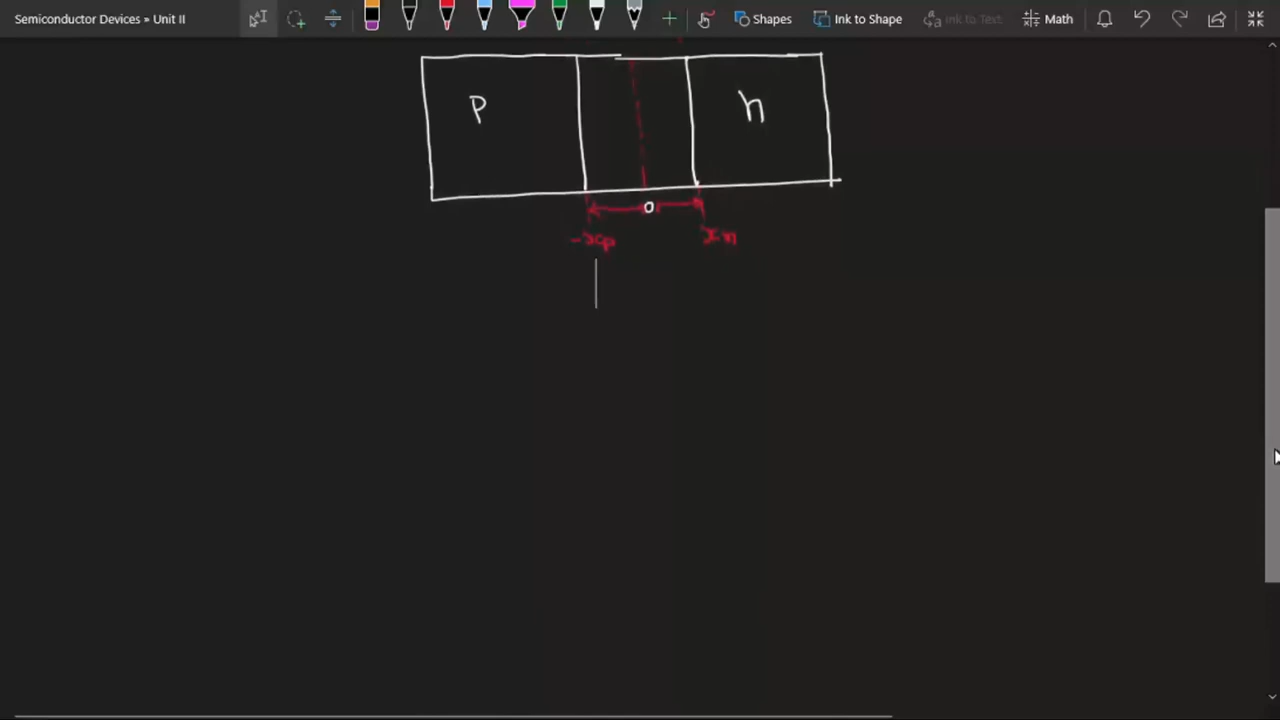 Semiconductor Devices » Unit II
Shapes
Ink to Shape
Ink to Text
Math
P
n
0
-xp
xn